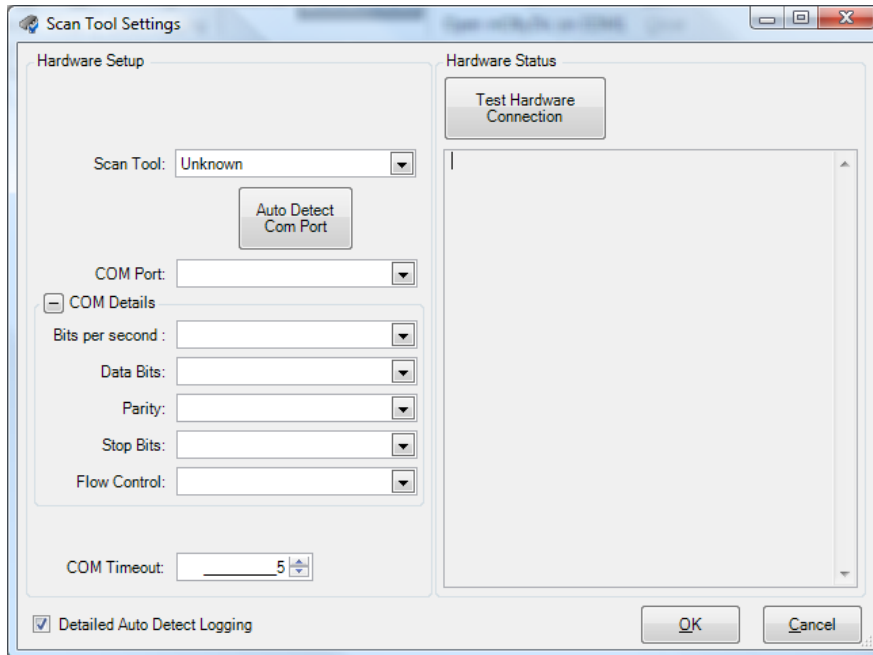 Scan Tool Settings
Hardware Setup
Scan Tool: Unknown
Auto Detect
Com Port
COM Port:
COM Details
Bits per second :
Data Bits:
Parity:
Stop Bits:
Flow Control:
COM Timeout: 5
Detailed Auto Detect Logging
Hardware Status
Test Hardware
Connection
OK
Cancel